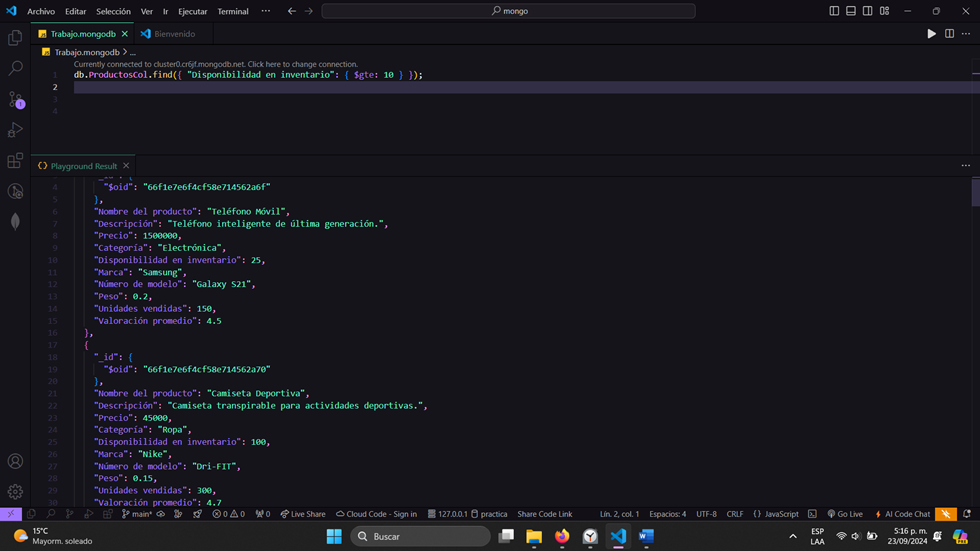 Archivo Editar Selección Ver Ir Ejecutar Terminal ··· mongo
Trabajo.mongodb Bienvenido
Trabajo.mongodb > ...
Currently connected to cluster0.cr6jf.mongodb.net. Click here to change connection.
1 db.ProductosCol.find({ "Disponibilidad en inventario": { $gte: 10 } });
2
3
4
Playground Result
4 "$oid": "66f1e7e6f4cf58e714562a6f"
5 },
6 "Nombre del producto": "Teléfono Móvil",
7 "Descripción": "Teléfono inteligente de última generación.",
8 "Precio": 1500000,
9 "Categoría": "Electrónica",
10 "Disponibilidad en inventario": 25,
11 "Marca": "Samsung",
12 "Número de modelo": "Galaxy S21",
13 "Peso": 0.2,
14 "Unidades vendidas": 150,
15 "Valoración promedio": 4.5
16 },
17 {
18 "_id": {
19 "$oid": "66f1e7e6f4cf58e714562a70"
20 },
21 "Nombre del producto": "Camiseta Deportiva",
22 "Descripción": "Camiseta transpirable para actividades deportivas.",
23 "Precio": 45000,
24 "Categoría": "Ropa",
25 "Disponibilidad en inventario": 100,
26 "Marca": "Nike",
27 "Número de modelo": "Dri-FIT",
28 "Peso": 0.15,
29 "Unidades vendidas": 300,
30 "Valoración promedio": 4.7
main* 0 0 0 Live Share Cloud Code - Sign in 127.0.0.1 practica Share Code Link Lín. 2, col. 1 Espacios: 4 UTF-8 CRLF {} JavaScript Go Live AI Code Chat
15°C
Mayorm. soleado
Buscar
ESP
LAA
5:16 p. m.
23/09/2024